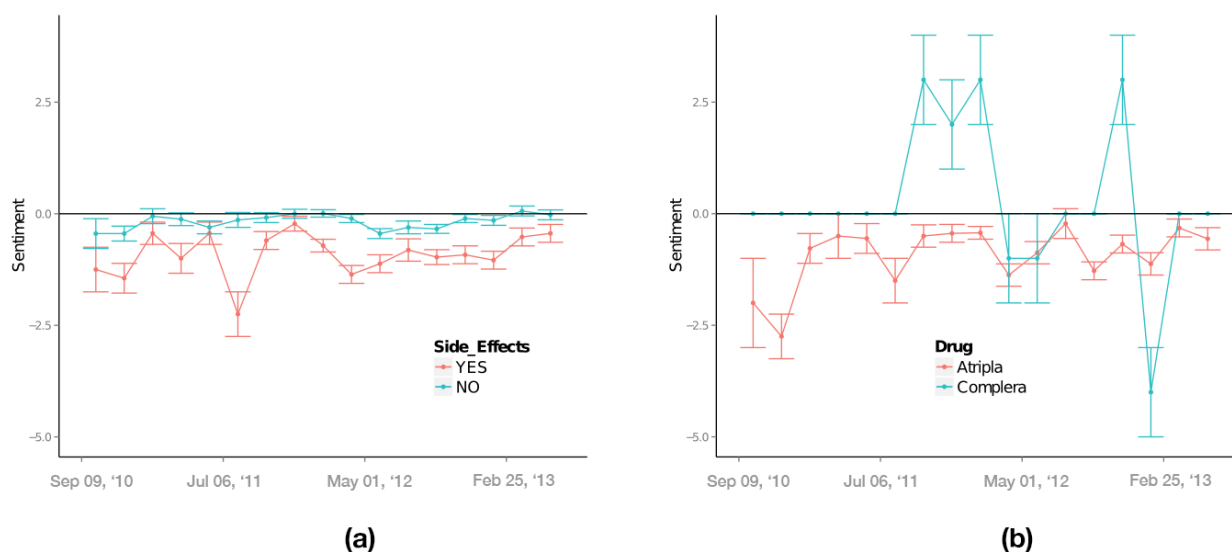 Sentiment
2.5
0.0
−2.5
−5.0
Side_Effects
YES
NO
Sep 09, ‘10
Jul 06, ‘11
May 01, ‘12
Feb 25, ‘13
(a)
Sentiment
2.5
0.0
−2.5
−5.0
Drug
Atripla
Complera
Sep 09, ‘10
Jul 06, ‘11
May 01, ‘12
Feb 25, ‘13
(b)